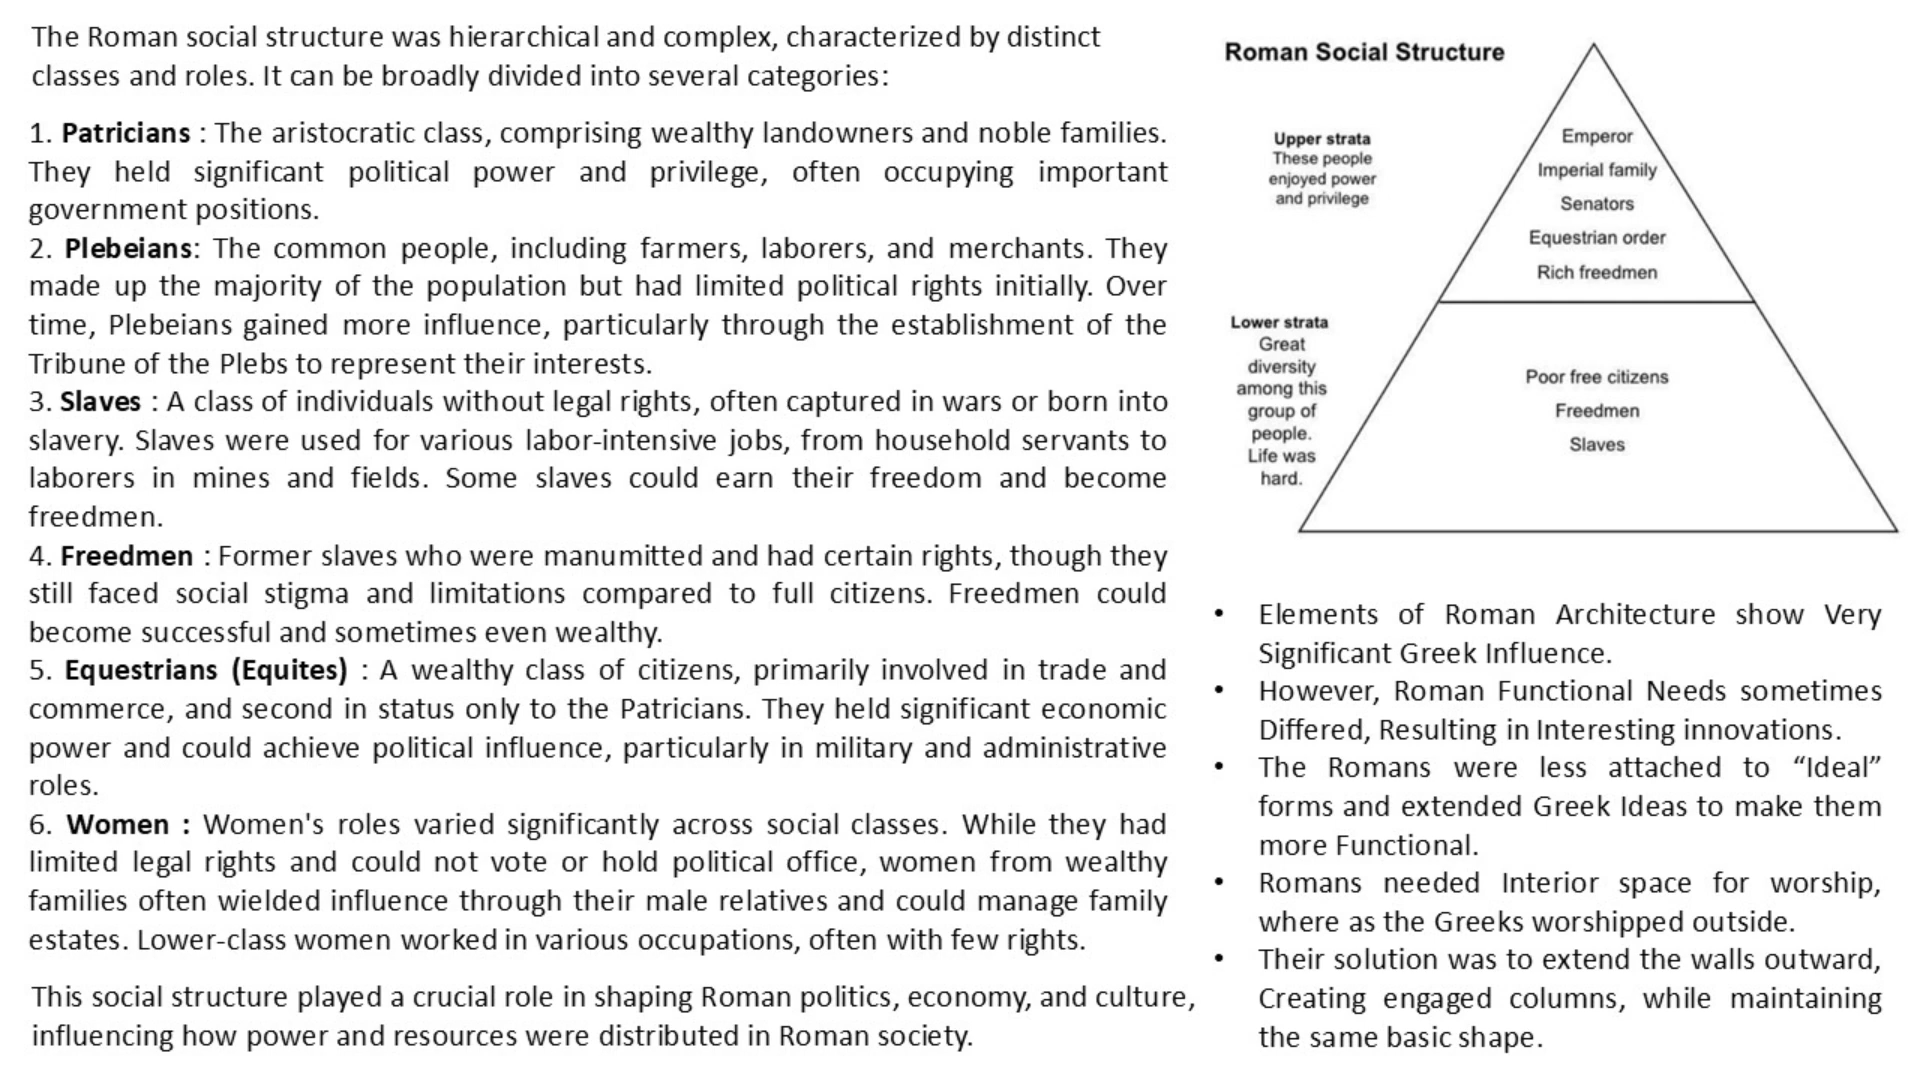 The Roman social structure was hierarchical and complex, characterized by distinct
classes and roles. It can be broadly divided into several categories:
1. Patricians : The aristocratic class, comprising wealthy landowners and noble families.
They held significant political power and privilege, often occupying important
government positions.
2. Plebeians: The common people, including farmers, laborers, and merchants. They
made up the majority of the population but had limited political rights initially. Over
time, Plebeians gained more influence, particularly through the establishment of the
Tribune of the Plebs to represent their interests.
3. Slaves : A class of individuals without legal rights, often captured in wars or born into
slavery. Slaves were used for various labor-intensive jobs, from household servants to
laborers in mines and fields. Some slaves could earn their freedom and become
freedmen.
4. Freedmen : Former slaves who were manumitted and had certain rights, though they
still faced social stigma and limitations compared to full citizens. Freedmen could
become successful and sometimes even wealthy.
5. Equestrians (Equites) : A wealthy class of citizens, primarily involved in trade and
commerce, and second in status only to the Patricians. They held significant economic
power and could achieve political influence, particularly in military and administrative
roles.
6. Women : Women's roles varied significantly across social classes. While they had
limited legal rights and could not vote or hold political office, women from wealthy
families often wielded influence through their male relatives and could manage family
estates. Lower-class women worked in various occupations, often with few rights.
This social structure played a crucial role in shaping Roman politics, economy, and culture,
influencing how power and resources were distributed in Roman society.
Roman Social Structure
Upper strata
These people
enjoyed power
and privilege
Emperor
Imperial family
Senators
Equestrian order
Rich freedmen
Lower strata
Great
diversity
among this
group of
people.
Life was
hard.
Poor free citizens
Freedmen
Slaves
• Elements of Roman Architecture show Very
Significant Greek Influence.
• However, Roman Functional Needs sometimes
Differed, Resulting in Interesting innovations.
• The Romans were less attached to “Ideal”
forms and extended Greek Ideas to make them
more Functional.
• Romans needed Interior space for worship,
where as the Greeks worshipped outside.
• Their solution was to extend the walls outward,
Creating engaged columns, while maintaining
the same basic shape.